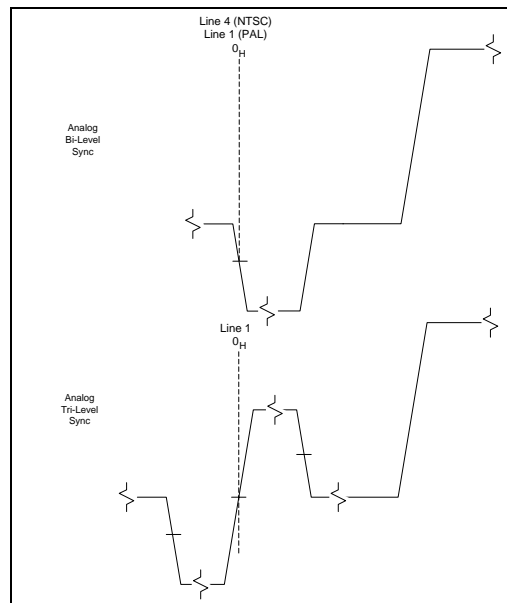 Line 4 (NTSC)
Line 1 (PAL)
0H
Analog
Bi-Level
Sync
Line 1
0H
Analog
Tri-Level
Sync